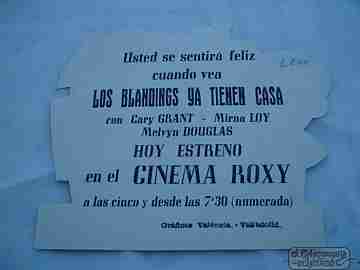 Usted se sentirá feliz
cuando vea
LOS BLANDINGS YA TIENEN CASA
con Cary GRANT - Mirna LOY
Melvyn DOUGLAS
HOY ESTRENO
en el CINEMA ROXY
a las cinco y desde las 7'30 (numerada)
Gráficas Valencia. - Valladolid.